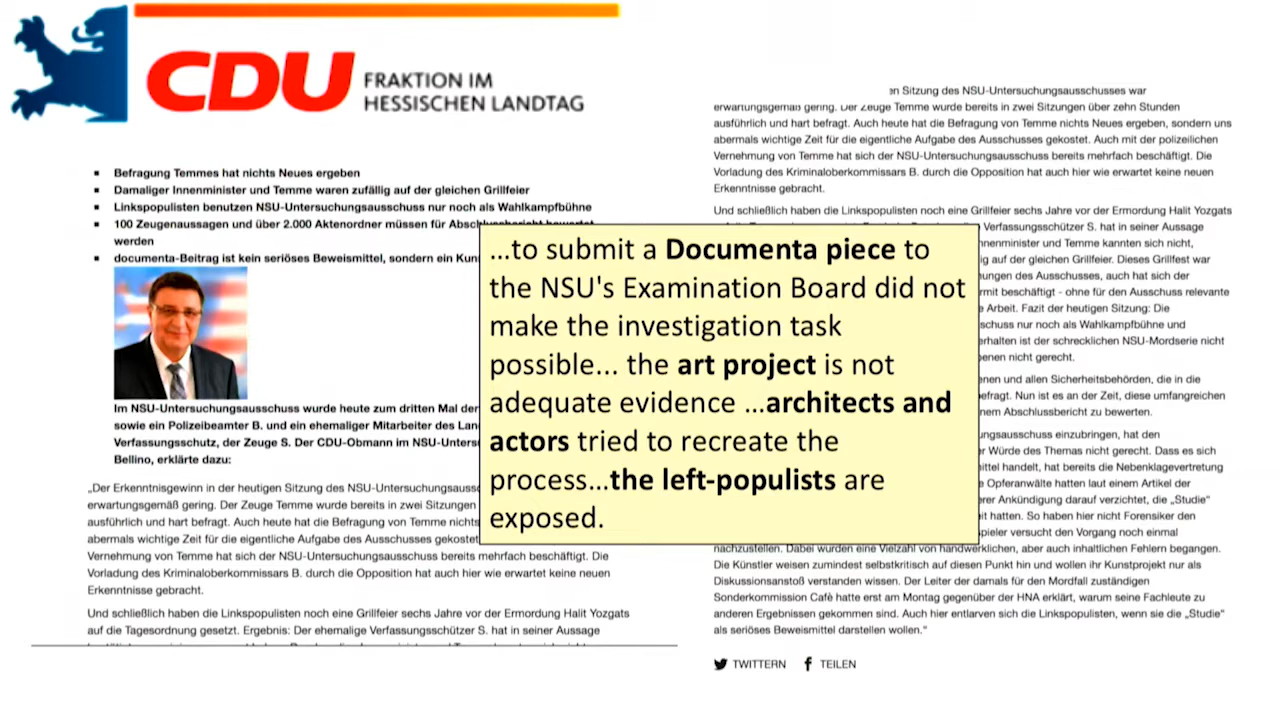 CDU FRAKTION IM
HESSISCHEN LANDTAG
Befragung Temmes hat nichts Neues ergeben
Damaliger Innenminister und Temme waren zufällig auf der gleichen Grillfeier
Linkspopulisten benutzen NSU-Untersuchungsausschuss nur noch als Wahlkampfbühne
100 Zeugenaussagen und über 2.000 Aktenordner müssen für Abschlussbericht bewertet
werden
documenta-Beitrag ist kein seriöses Beweismittel, sondern ein Kun
Im NSU-Untersuchungsausschuss wurde heute zum dritten Mal der
sowie ein Polizeibeamter B. und ein ehemaliger Mitarbeiter des Lan
Verfassungsschutz, der Zeuge S. Der CDU-Obmann im NSU-Unters
Bellino, erklärte dazu:
„Der Erkenntnisgewinn in der heutigen Sitzung des NSU-Untersuchungsauss
erwartungsgemäß gering. Der Zeuge Temme wurde bereits in zwei Sitzungen
ausführlich und hart befragt. Auch heute hat die Befragung von Temme nichts
abermals wichtige Zeit für die eigentliche Aufgabe des Ausschusses gekostet
Vernehmung von Temme hat sich der NSU-Untersuchungsausschuss bereits mehrfach beschäftigt. Die
Vorladung des Kriminaloberkommissars B. durch die Opposition hat auch hier wie erwartet keine neuen
Erkenntnisse gebracht.
Und schließlich haben die Linkspopulisten noch eine Grillfeier sechs Jahre vor der Ermordung Halit Yozgats
auf die Tagesordnung gesetzt. Ergebnis: Der ehemalige Verfassungsschützer S. hat in seiner Aussage
...to submit a Documenta piece to
the NSU's Examination Board did not
make the investigation task
possible... the art project is not
adequate evidence ...architects and
actors tried to recreate the
process...the left-populists are
exposed.
en Sitzung des NSU-Untersuchungsausschusses war
erwartungsgemäß gering. Der Zeuge Temme wurde bereits in zwei Sitzungen über zehn Stunden
ausführlich und hart befragt. Auch heute hat die Befragung von Temme nichts Neues ergeben, sondern uns
abermals wichtige Zeit für die eigentliche Aufgabe des Ausschusses gekostet. Auch mit der polizeilichen
Vernehmung von Temme hat sich der NSU-Untersuchungsausschuss bereits mehrfach beschäftigt. Die
Vorladung des Kriminaloberkommissars B. durch die Opposition hat auch hier wie erwartet keine neuen
Erkenntnisse gebracht.
Und schließlich haben die Linkspopulisten noch eine Grillfeier sechs Jahre vor der Ermordung Halit Yozgats
Verfassungsschützer S. hat in seiner Aussage
nnenminister und Temme kannten sich nicht,
ig auf der gleichen Grillfeier. Dieses Grillfest war
ungen des Ausschusses, auch hat sich der
rmit beschäftigt - ohne für den Ausschuss relevante
e Arbeit. Fazit der heutigen Sitzung: Die
schuss nur noch als Wahlkampfbühne und
erhalten ist der schrecklichen NSU-Mordserie nicht
enen nicht gerecht.
enen und allen Sicherheitsbehörden, die in die
efragt. Nun ist es an der Zeit, diese umfangreichen
nem Abschlussbericht zu bewerten.
ungsausschuss einzubringen, hat den
r Würde des Themas nicht gerecht. Dass es sich
ittel handelt, hat bereits die Nebenklagevertretung
e Opferanwälte hatten laut einem Artikel der
rer Ankündigung darauf verzichtet, die „Studie“
it hatten. So haben hier nicht Forensiker den
pieler versucht den Vorgang noch einmal
nachzustellen. Dabei wurden eine Vielzahl von handwerklichen, aber auch inhaltlichen Fehlern begangen.
Die Künstler weisen zumindest selbstkritisch auf diesen Punkt hin und wollen ihr Kunstprojekt nur als
Diskussionsanstoß verstanden wissen. Der Leiter der damals für den Mordfall zuständigen
Sonderkommission Cafè hatte erst am Montag gegenüber der HNA erklärt, warum seine Fachleute zu
anderen Ergebnissen gekommen sind. Auch hier entlarven sich die Linkspopulisten, wenn sie die „Studie“
als seriöses Beweismittel darstellen wollen.“
TWITTERN TEILEN